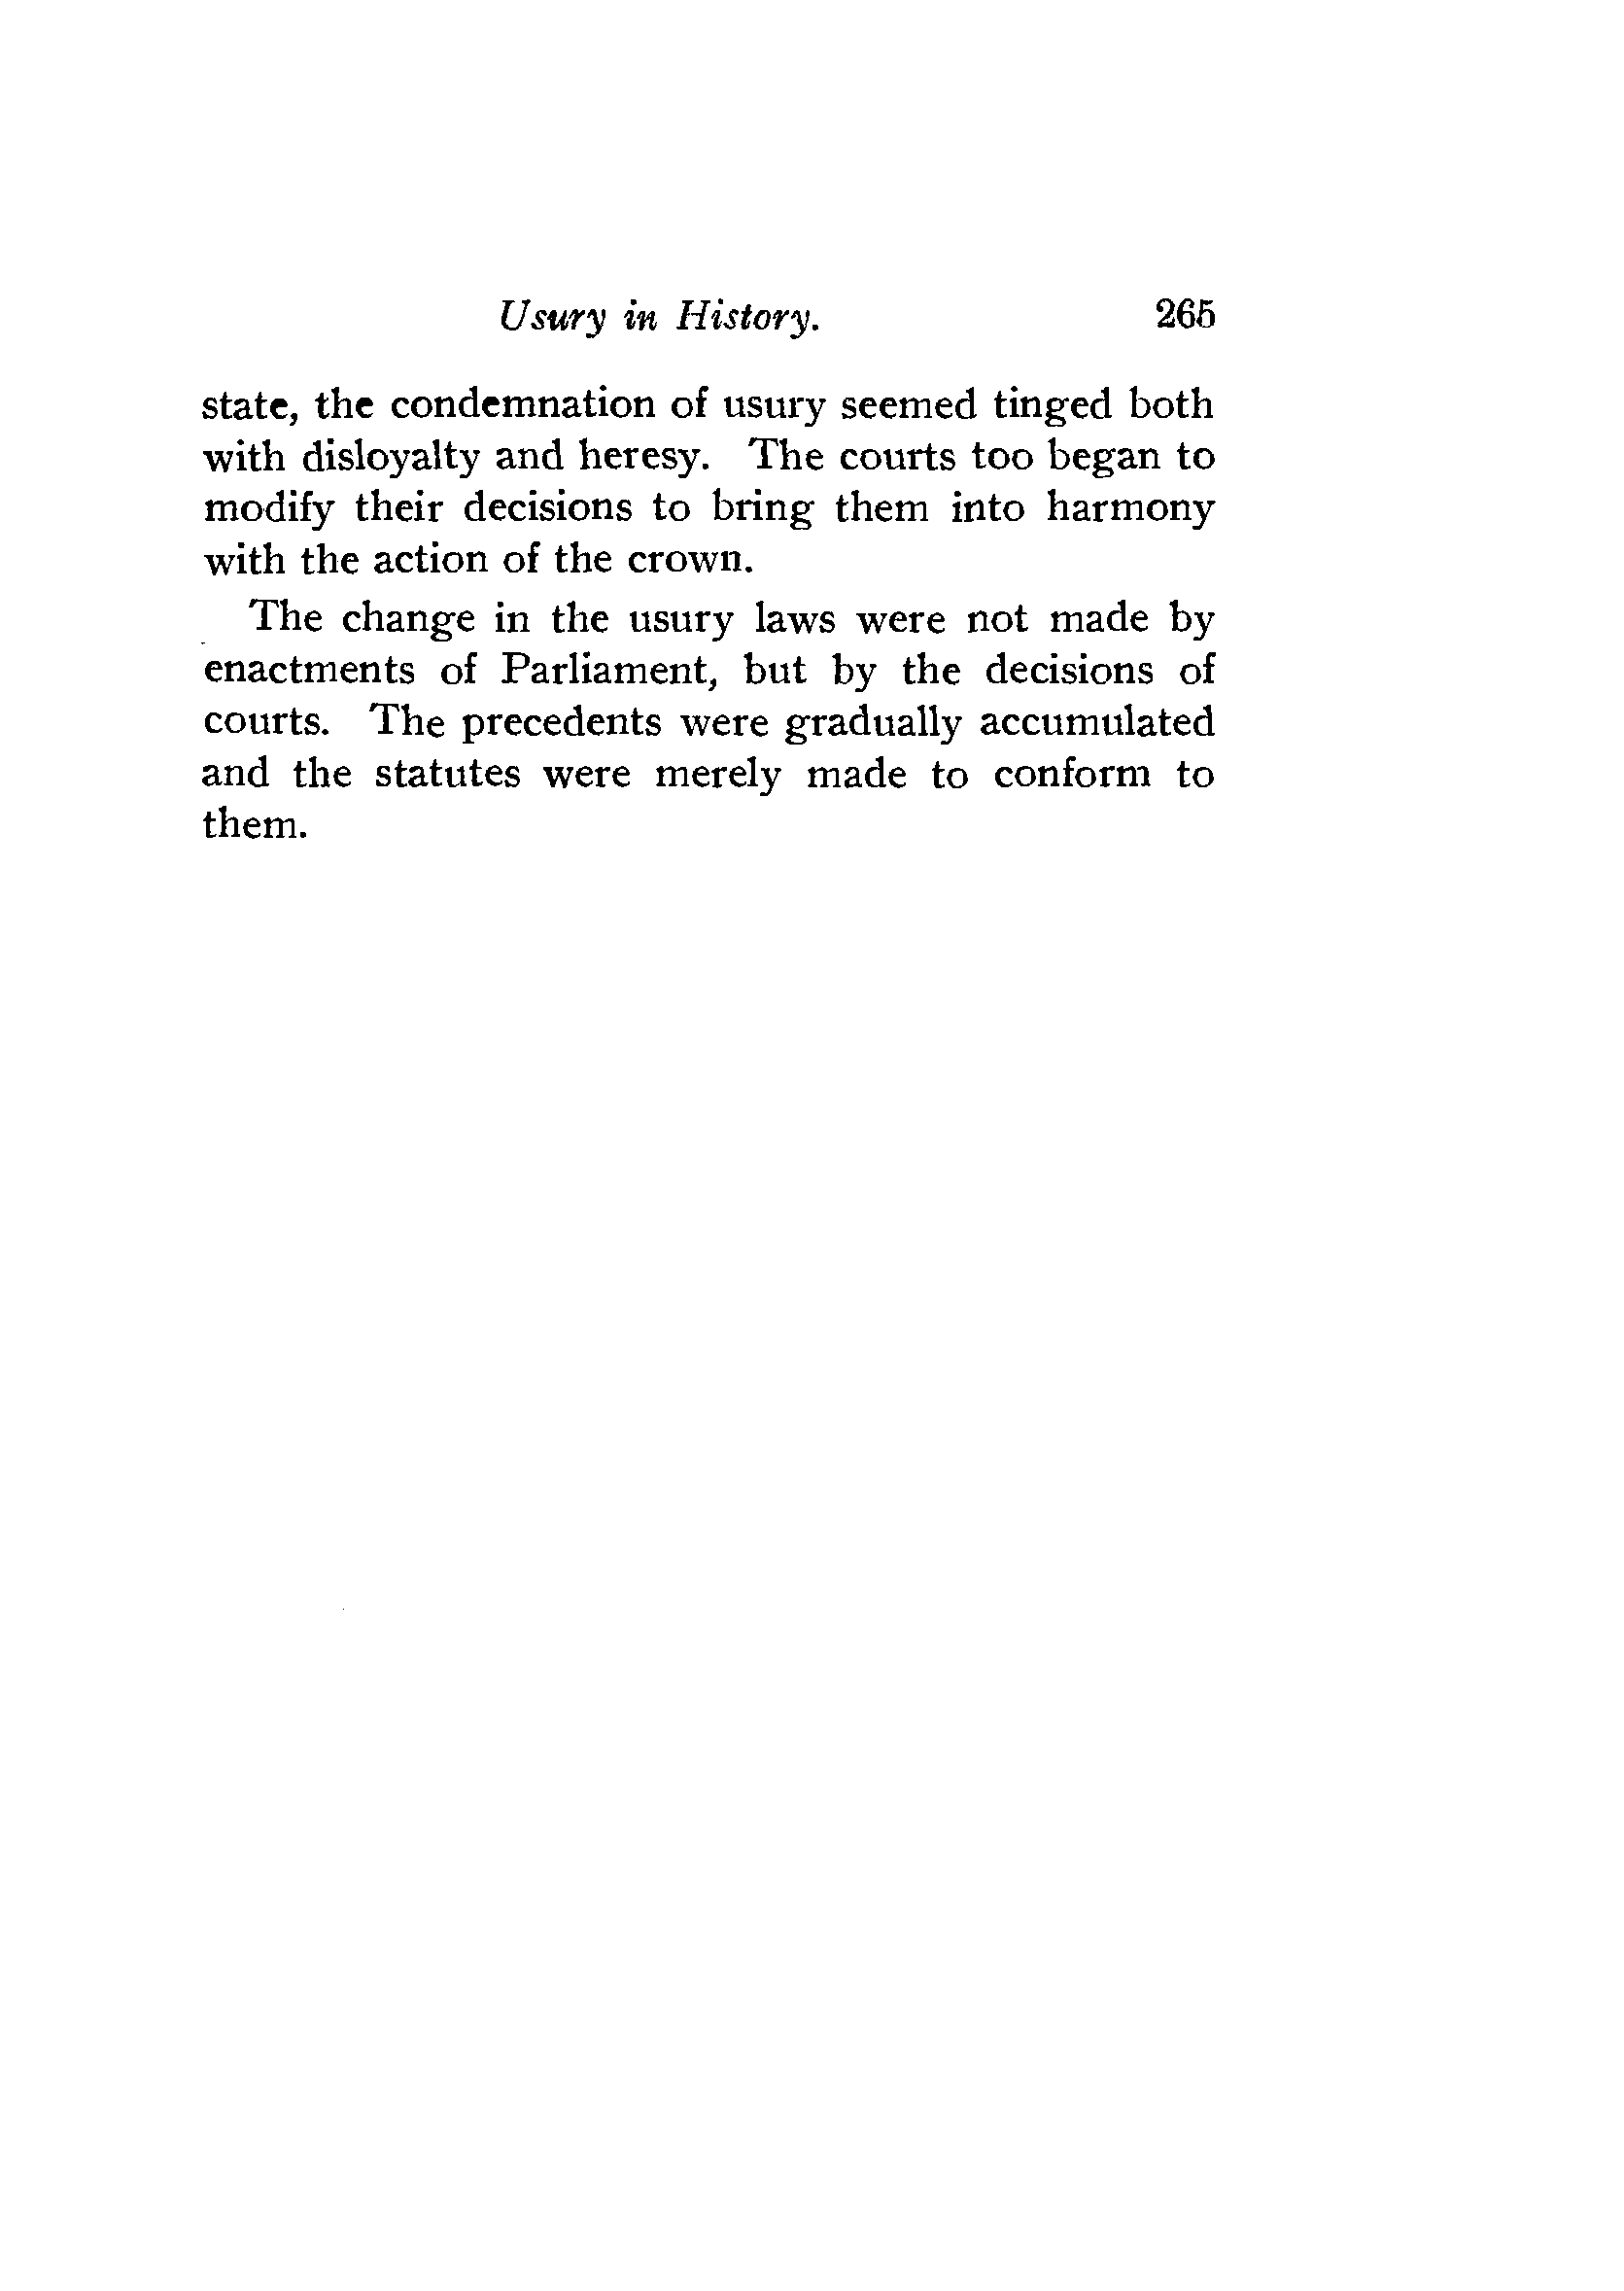 Usury in History. 265
state, the condemnation of usury seemed tinged both
with disloyalty and heresy. The courts too began to
modify their decisions to bring them into harmony
with the action of the crown.
The change in the usury laws were not made by
enactments of Parliament, but by the decisions of
courts. The precedents were gradually accumulated
and the statutes were merely made to conform to
them.